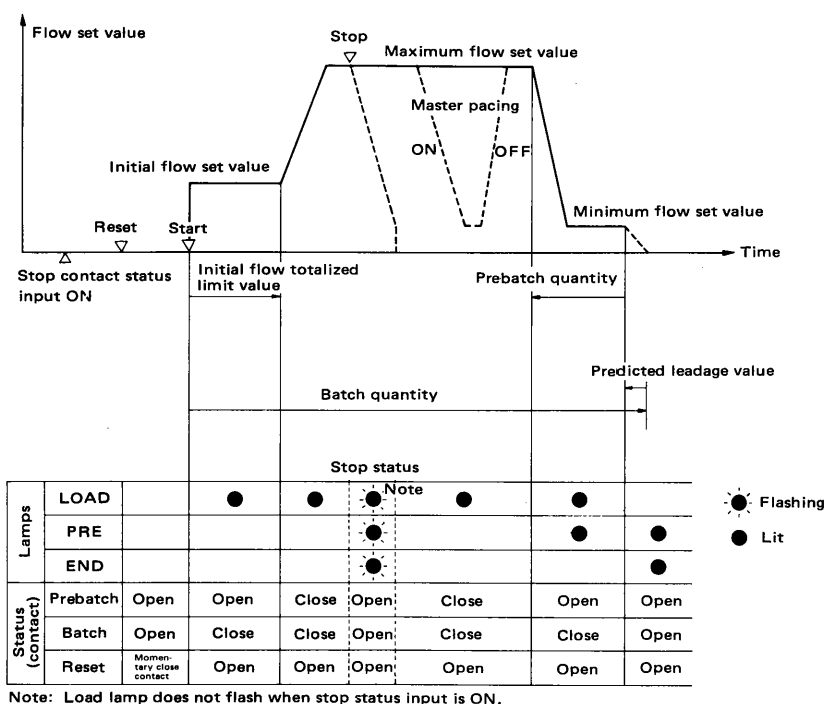 Flow set value
Stop
Maximum flow set value
Master pacing
ON
OFF
Initial flow set value
Minimum flow set value
Reset
Start
Time
Stop contact status
input ON
Initial flow totalized
limit value
Prebatch quantity
Predicted leadage value
Batch quantity
Stop status
Note
Lamps
LOAD
PRE
END
Flashing
Lit
Status
(contact)
Prebatch Open Open Close Open Close Open Open
Batch Open Close Close Open Close Close Open
Reset Momen-
tary close
contact Open Open Open Open Open Open
Note: Load lamp does not flash when stop status input is ON.